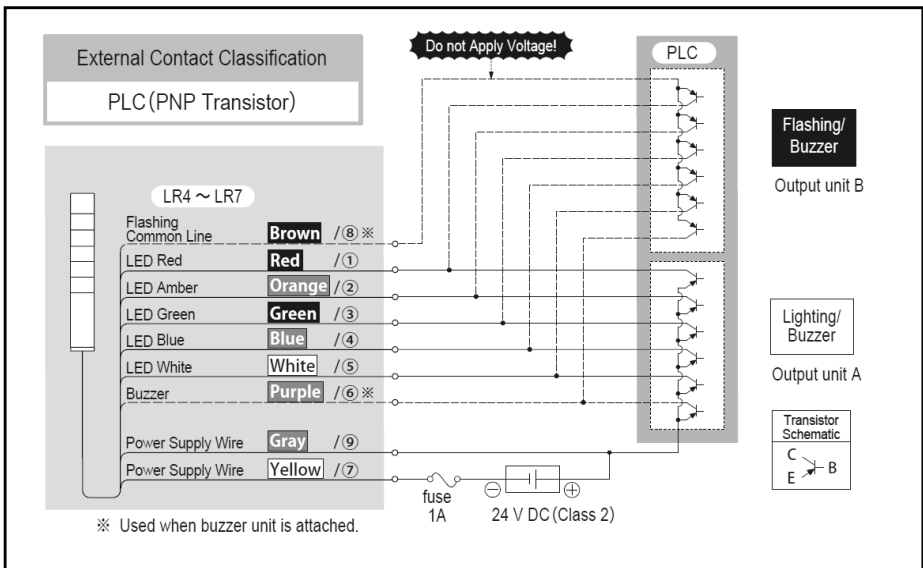 External Contact Classification
PLC (PNP Transistor)
Do not Apply Voltage!
PLC
Flashing/
Buzzer
Output unit B
LR4 ～ LR7
Flashing
Common Line Brown /⑧※
LED Red Red /①
LED Amber Orange /②
LED Green Green /③
LED Blue Blue /④
LED White White /⑤
Buzzer Purple /⑥※
Power Supply Wire Gray /⑨
Power Supply Wire Yellow /⑦
Lighting/
Buzzer
Output unit A
Transistor
Schematic
C
B
E
⊖ ⊕
fuse
1A
24 V DC (Class 2)
※ Used when buzzer unit is attached.